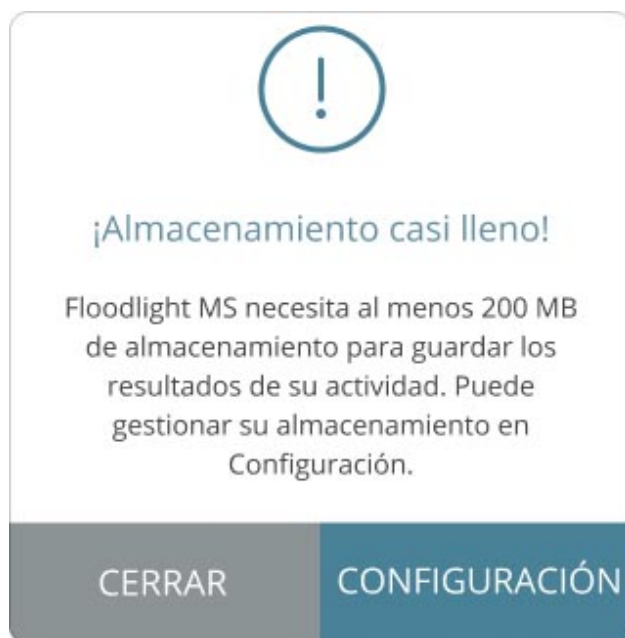 ¡Almacenamiento casi lleno!
Floodlight MS necesita al menos 200 MB
de almacenamiento para guardar los
resultados de su actividad. Puede
gestionar su almacenamiento en
Configuración.
CERRAR
CONFIGURACIÓN